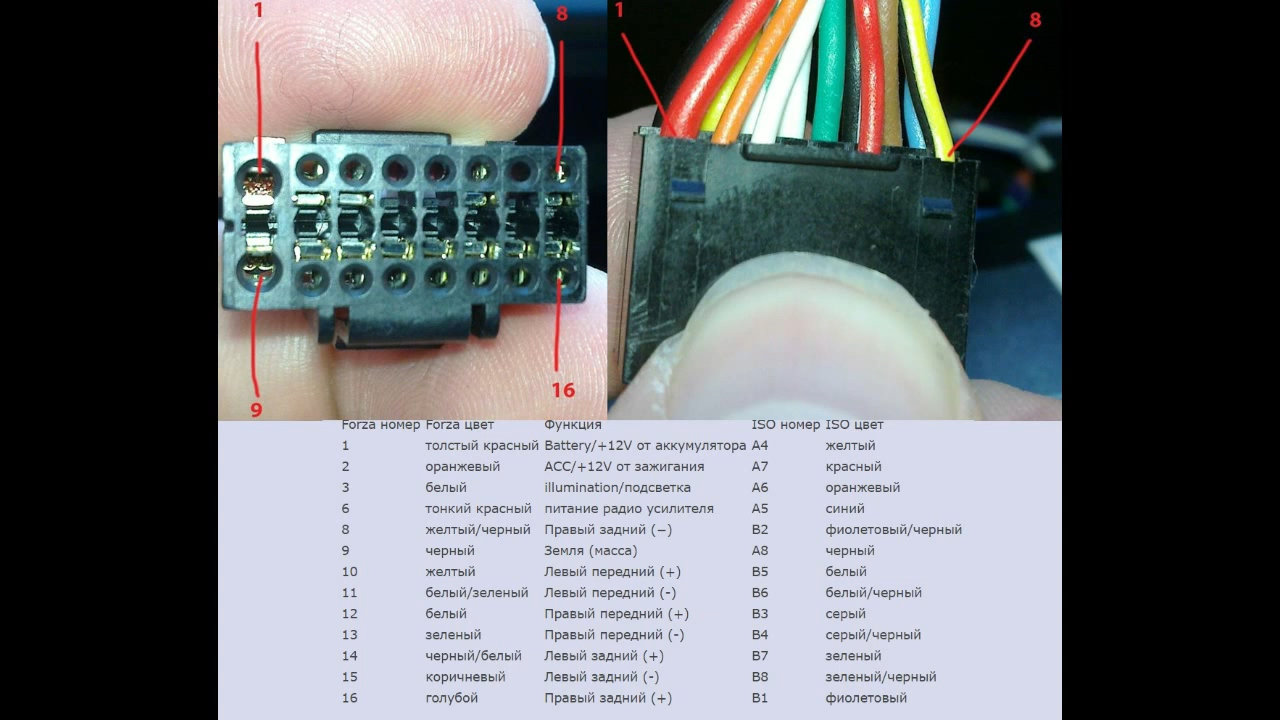 1
8
1
8
9
16
Forza номер Forza цвет Функция ISO номер ISO цвет
1 толстый красный Battery/+12V от аккумулятора A4 желтый
2 оранжевый ACC/+12V от зажигания A7 красный
3 белый illumination/подсветка A6 оранжевый
6 тонкий красный питание радио усилителя A5 синий
8 желтый/черный Правый задний (−) B2 фиолетовый/черный
9 черный Земля (масса) A8 черный
10 желтый Левый передний (+) B5 белый
11 белый/зеленый Левый передний (-) B6 белый/черный
12 белый Правый передний (+) B3 серый
13 зеленый Правый передний (-) B4 серый/черный
14 черный/белый Левый задний (+) B7 зеленый
15 коричневый Левый задний (-) B8 зеленый/черный
16 голубой Правый задний (+) B1 фиолетовый